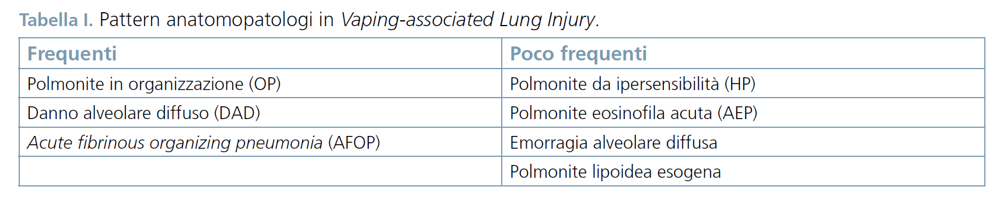 Tabella I. Pattern anatomopatologi in Vaping-associated Lung Injury.
Frequenti Poco frequenti
Polmonite in organizzazione (OP) Polmonite da ipersensibilità (HP)
Danno alveolare diffuso (DAD) Polmonite eosinofila acuta (AEP)
Acute fibrinous organizing pneumonia (AFOP) Emorragia alveolare diffusa
Polmonite lipoidea esogena